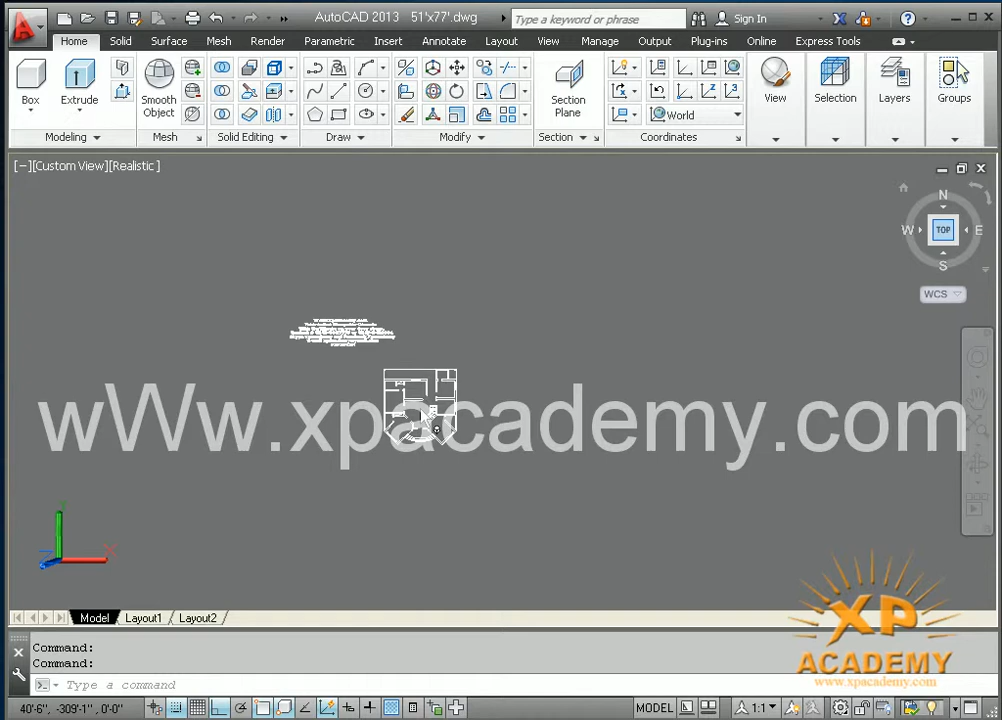 AutoCAD 2013 51'x77'.dwg
Type a keyword or phrase
Sign In
Home Solid Surface Mesh Render Parametric Insert Annotate Layout View Manage Output Plug-ins Online Express Tools
Box
Extrude
Smooth
Object
Section
Plane
World
View
Selection
Layers
Groups
Modeling
Mesh
Solid Editing
Draw
Modify
Section
Coordinates
[−][Custom View][Realistic]
N
W
TOP
E
S
WCS
wWw.xpacademy.com
Y
X
Z
Model Layout1 Layout2
XP
ACADEMY
www.xpacademy.com
Command:
Command:
Type a command
40'-6", -309'-1", 0'-0"
MODEL
1:1